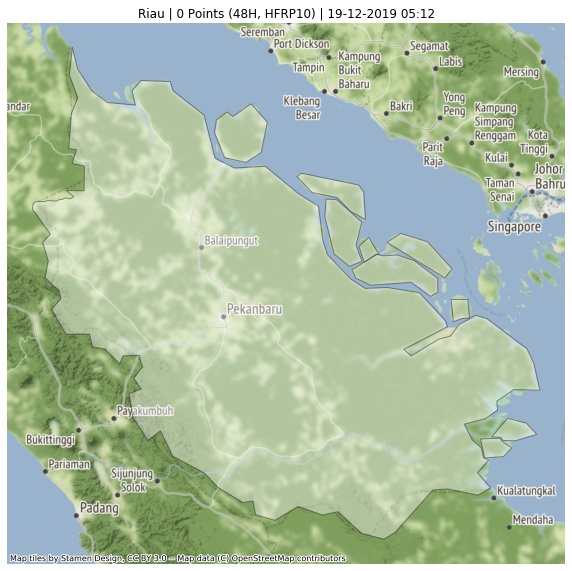 Riau | 0 Points (48H, HFRP10) | 19-12-2019 05:12
Seremban
Port Dickson
Segamat
Kampung
Bukit
Baharu
Labis
Tampin
Mersing
Klebang
Besar
Bakri
Yong
Peng
Kampung
Simpang
Renggam
andar
Parit
Raja
Kota
Tinggi
Kulai
Johor
Bahru
Taman
Senai
Singapore
Balaipungut
Pekanbaru
Payakumbuh
Bukittinggi
Pariaman
Sijunjung
Solok
Padang
Kualatungkal
Mendaha
Map tiles by Stamen Design, CC BY 3.0 -- Map data (C) OpenStreetMap contributors